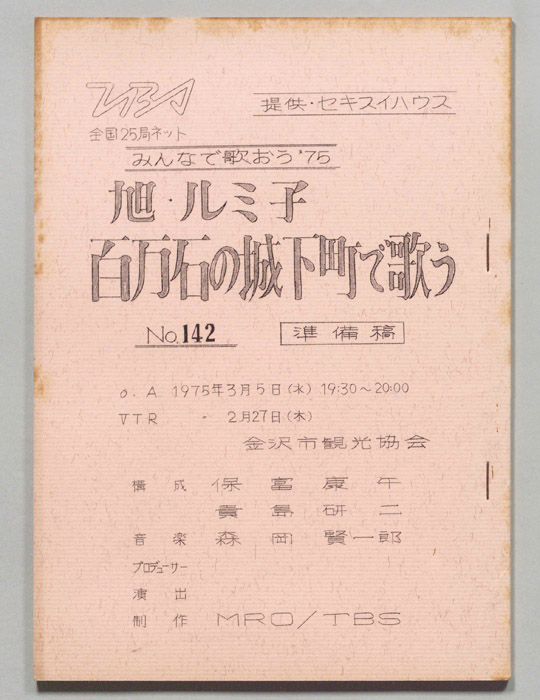 TBS
提供・セキスイハウス
全国25局ネット
みんなで歌おう'75
旭・ルミ子
百万石の城下町で歌う
No.142
準備稿
O.A 1975年3月5日(水) 19:30〜20:00
VTR 〃 2月27日(木)
金沢市観光協会
構成 保富康午
貴島研二
音楽 森岡賢一郎
プロデューサー
演出
制作 MRO/TBS